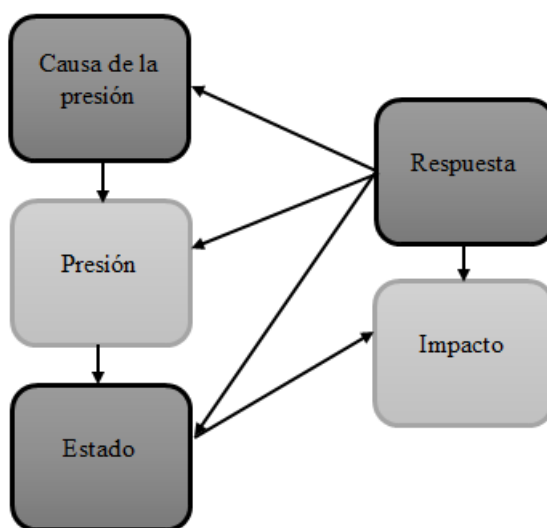 Causa de la
presión
Respuesta
Presión
Impacto
Estado